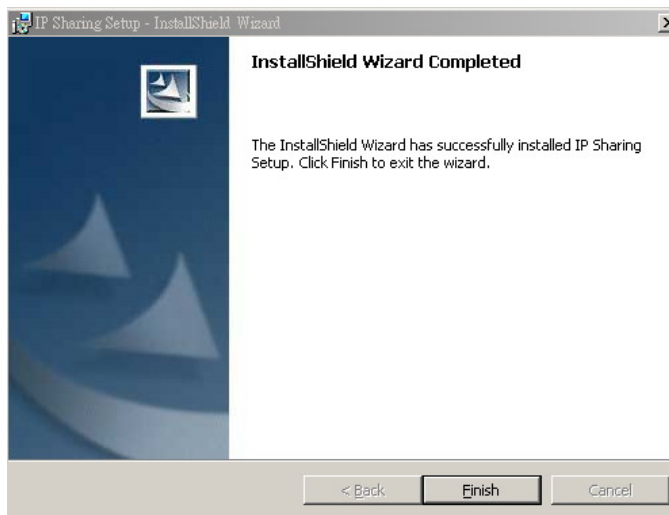 IP Sharing Setup - InstallShield Wizard
InstallShield Wizard Completed
The InstallShield Wizard has successfully installed IP Sharing
Setup. Click Finish to exit the wizard.
< Back
Finish
Cancel